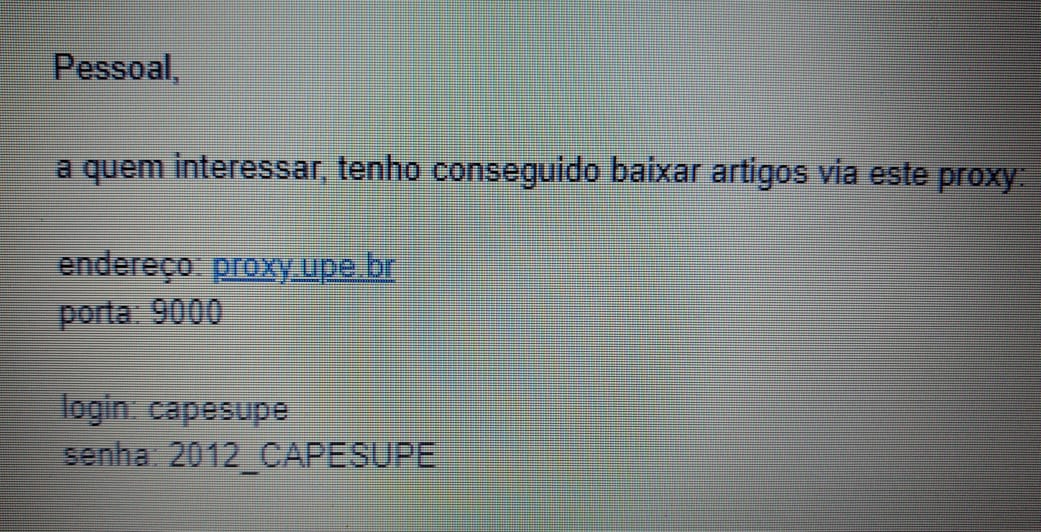 Pessoal,
a quem interessar, tenho conseguido baixar artigos via este proxy:
endereço: proxy.upe.br
porta: 9000
login: capesupe
senha: 2012_CAPESUPE